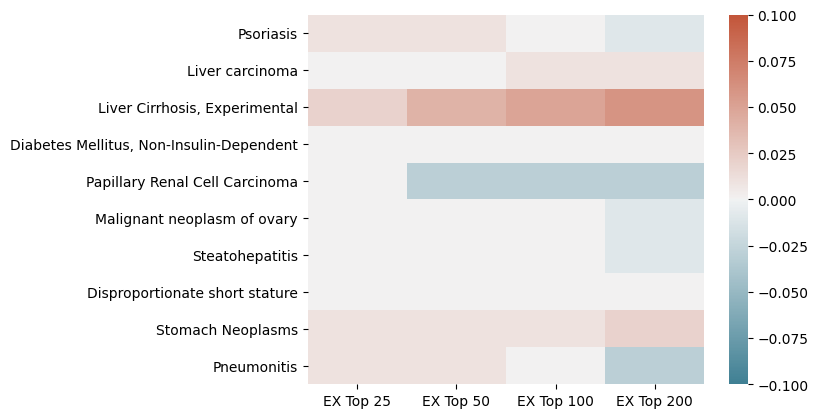 Psoriasis
Liver carcinoma
Liver Cirrhosis, Experimental
Diabetes Mellitus, Non-Insulin-Dependent
Papillary Renal Cell Carcinoma
Malignant neoplasm of ovary
Steatohepatitis
Disproportionate short stature
Stomach Neoplasms
Pneumonitis
EX Top 25 EX Top 50 EX Top 100 EX Top 200
0.100
0.075
0.050
0.025
0.000
−0.025
−0.050
−0.075
−0.100